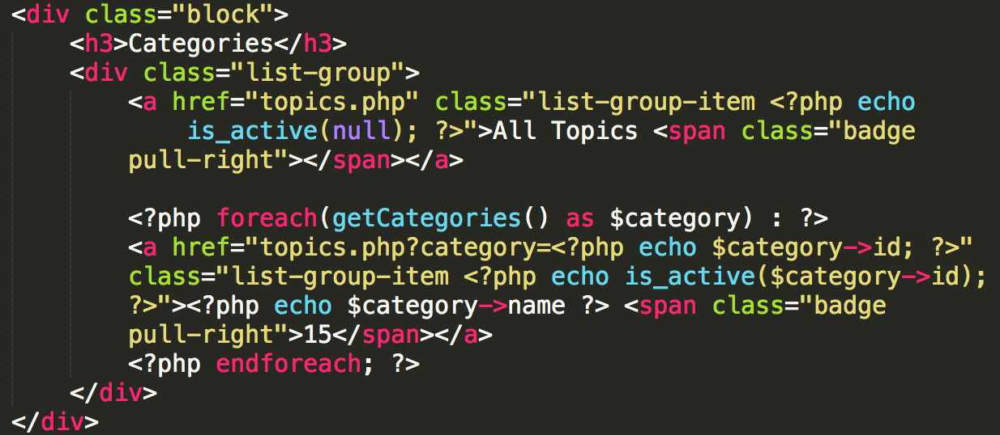 <div class="block">
    <h3>Categories</h3>
    <div class="list-group">
        <a href="topics.php" class="list-group-item <?php echo
            is_active(null); ?>">All Topics <span class="badge
        pull-right"></span></a>

        <?php foreach(getCategories() as $category) : ?>
        <a href="topics.php?category=<?php echo $category->id; ?>"
        class="list-group-item <?php echo is_active($category->id);
        ?>"><?php echo $category->name ?> <span class="badge
        pull-right">15</span></a>
        <?php endforeach; ?>
    </div>
</div>